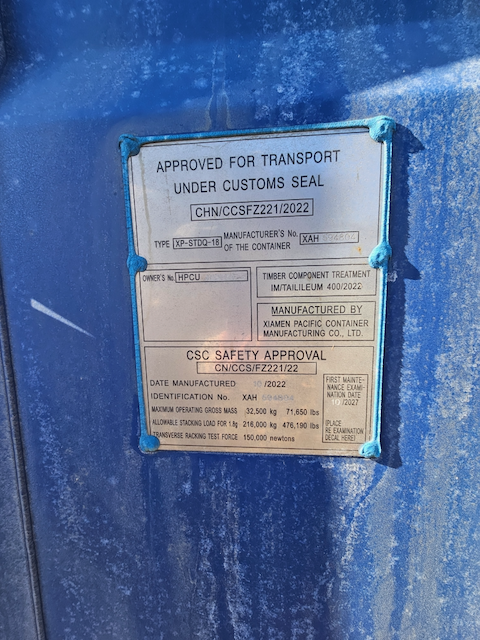 APPROVED FOR TRANSPORT
UNDER CUSTOMS SEAL
CHN/CCSFZ221/2022
TYPE XP-STDQ-18 MANUFACTURER'S No. OF THE CONTAINER XAH
OWNER'S No. HPCU
TIMBER COMPONENT TREATMENT
IM/TAILILEUM 400/2022
MANUFACTURED BY
XIAMEN PACIFIC CONTAINER
MANUFACTURING CO., LTD.
CSC SAFETY APPROVAL
CN/CCS/FZ221/22
DATE MANUFACTURED /2022
IDENTIFICATION No. XAH
MAXIMUM OPERATING GROSS MASS 32,500 kg 71,650 lbs
ALLOWABLE STACKING LOAD FOR 1.8g 216,000 kg 476,190 lbs
TRANSVERSE RACKING TEST FORCE 150,000 newtons
FIRST MAINTE-
NANCE EXAMI-
NATION DATE
/2027
(PLACE
RE EXAMINATION
DECAL HERE)